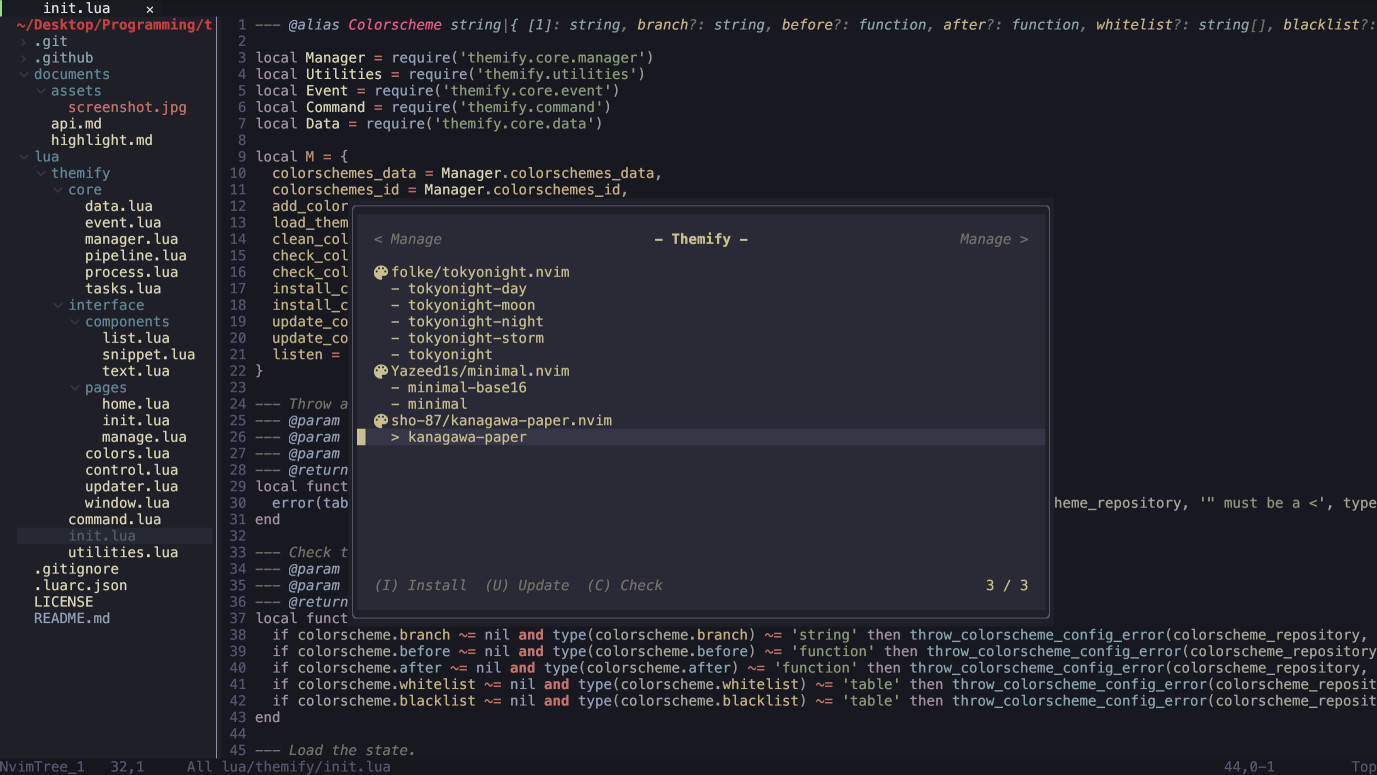 init.lua ×
~/Desktop/Programming/t
.git
.github
documents
assets
screenshot.jpg
api.md
highlight.md
lua
themify
core
data.lua
event.lua
manager.lua
pipeline.lua
process.lua
tasks.lua
interface
components
list.lua
snippet.lua
text.lua
pages
home.lua
init.lua
manage.lua
colors.lua
control.lua
updater.lua
window.lua
command.lua
init.lua
utilities.lua
.gitignore
.luarc.json
LICENSE
README.md
1 --- @alias Colorscheme string|{ [1]: string, branch?: string, before?: function, after?: function, whitelist?: string[], blacklist?:
2
3 local Manager = require('themify.core.manager')
4 local Utilities = require('themify.utilities')
5 local Event = require('themify.core.event')
6 local Command = require('themify.command')
7 local Data = require('themify.core.data')
8
9 local M = {
10 colorschemes_data = Manager.colorschemes_data,
11 colorschemes_id = Manager.colorschemes_id,
12 add_color
13 load_them
14 clean_col
15 check_col
16 check_col
17 install_c
18 install_c
19 update_co
20 update_co
21 listen =
22 }
23
24 --- Throw a
25 --- @param
26 --- @param
27 --- @param
28 --- @return
29 local funct
30 error(tab heme_repository, '" must be a <', type
31 end
32
33 --- Check t
34 --- @param
35 --- @param
36 --- @return
37 local funct
38 if colorscheme.branch ~= nil and type(colorscheme.branch) ~= 'string' then throw_colorscheme_config_error(colorscheme_repository,
39 if colorscheme.before ~= nil and type(colorscheme.before) ~= 'function' then throw_colorscheme_config_error(colorscheme_repository
40 if colorscheme.after ~= nil and type(colorscheme.after) ~= 'function' then throw_colorscheme_config_error(colorscheme_repository,
41 if colorscheme.whitelist ~= nil and type(colorscheme.whitelist) ~= 'table' then throw_colorscheme_config_error(colorscheme_reposit
42 if colorscheme.blacklist ~= nil and type(colorscheme.blacklist) ~= 'table' then throw_colorscheme_config_error(colorscheme_reposit
43 end
44
45 --- Load the state.
< Manage - Themify - Manage >
folke/tokyonight.nvim
- tokyonight-day
- tokyonight-moon
- tokyonight-night
- tokyonight-storm
- tokyonight
Yazeed1s/minimal.nvim
- minimal-base16
- minimal
sho-87/kanagawa-paper.nvim
> kanagawa-paper
(I) Install (U) Update (C) Check 3 / 3
NvimTree_1 32,1 All lua/themify/init.lua 44,0-1 Top